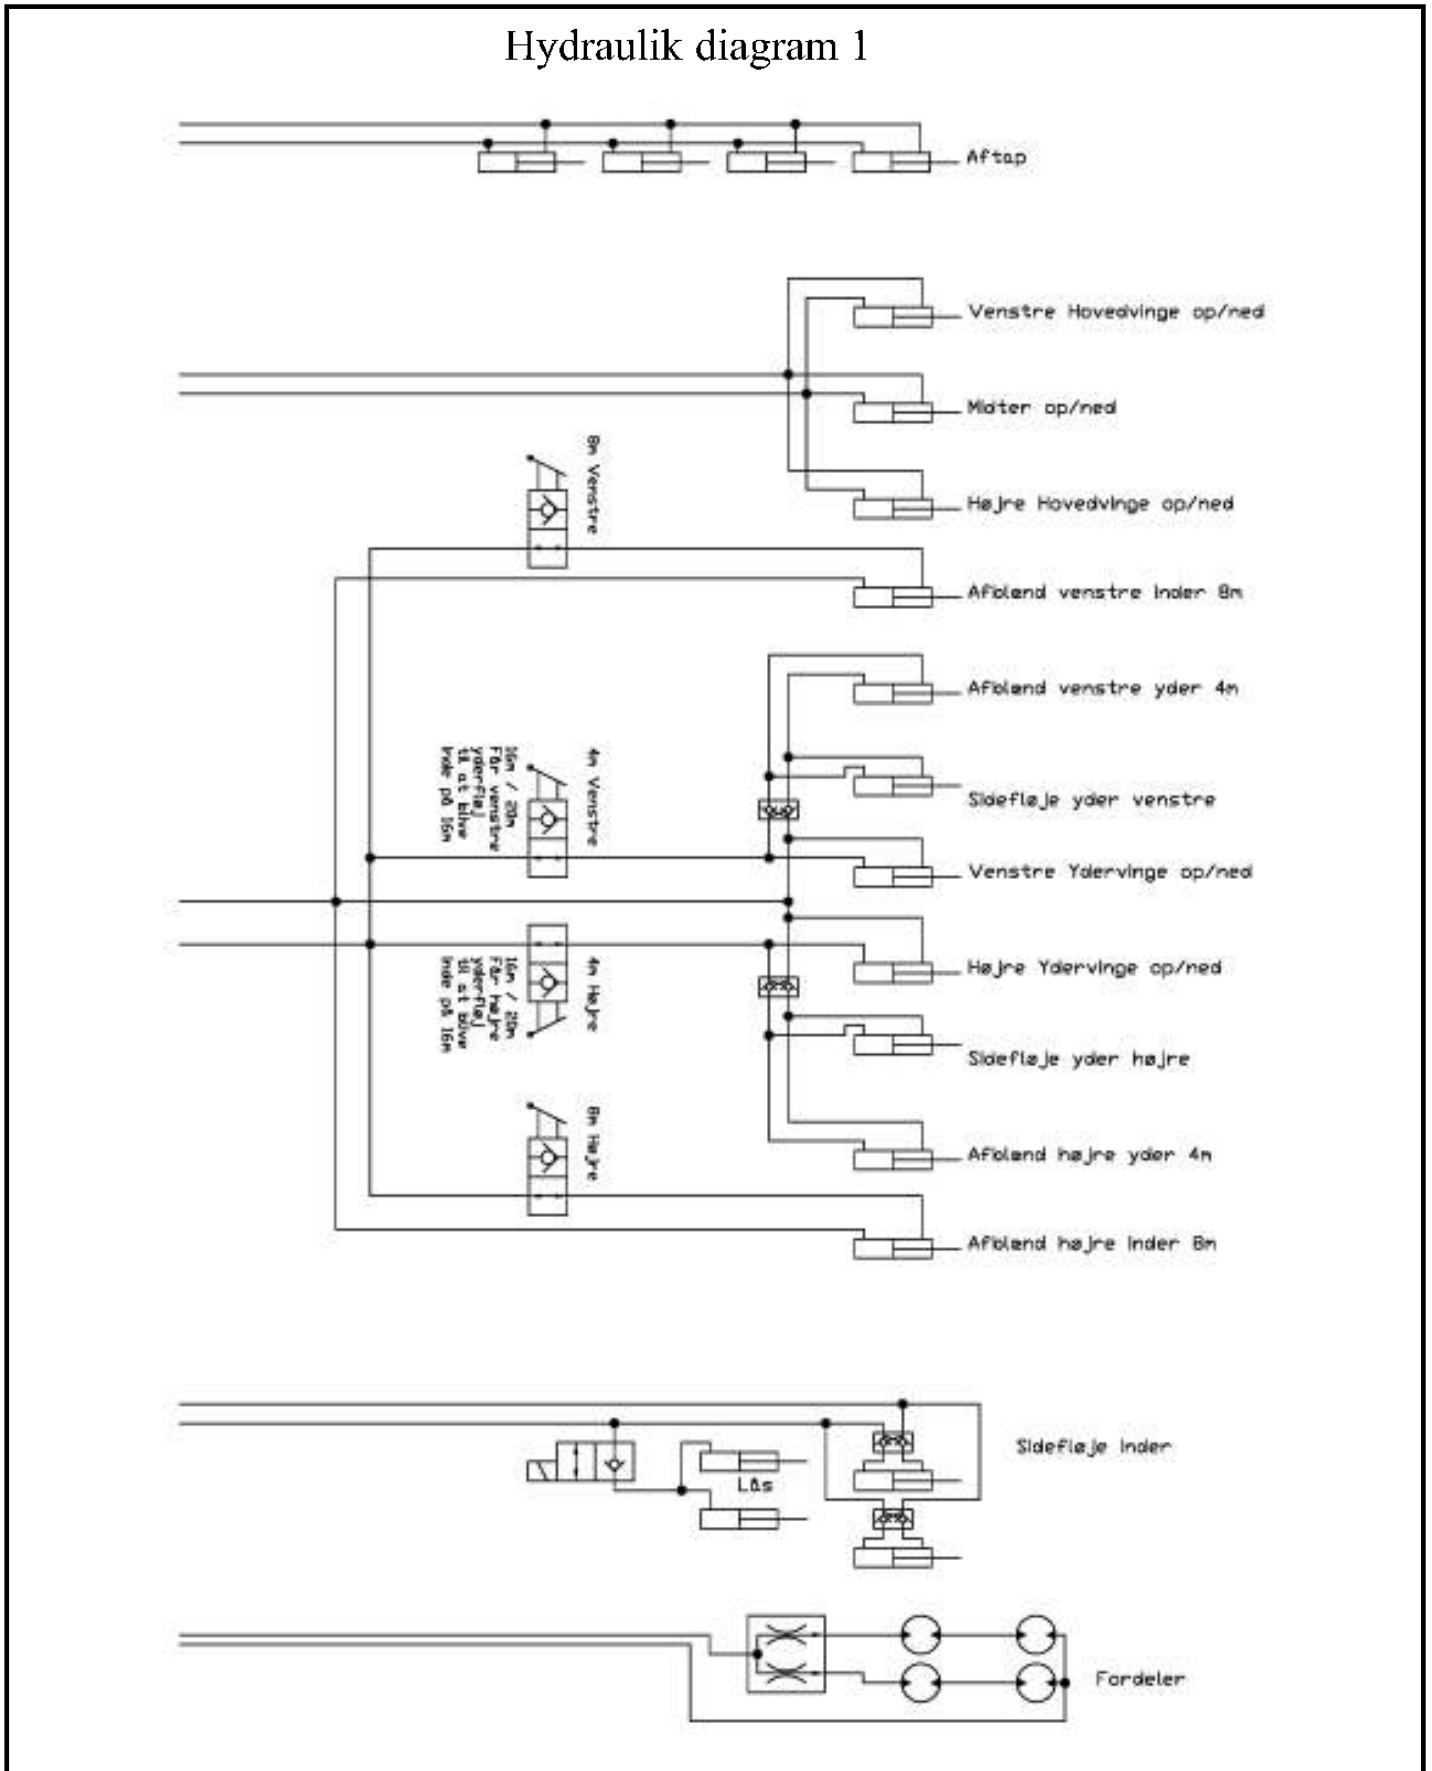 Hydraulik diagram 1
Aftap
Venstre Hovedvinge op/ned
Midter op/ned
8m Venstre
Højre Hovedvinge op/ned
Afblænd venstre inder 8m
Afblænd venstre yder 4m
4m Venstre
16m / 20m
Får venstre
yderfløj
til at blive
inde på 16m
Sidefløje yder venstre
Venstre Ydervinge op/ned
Højre Ydervinge op/ned
4m Højre
16m / 20m
Får højre
yderfløj
til at blive
inde på 16m
Sidefløje yder højre
8m Højre
Afblænd højre yder 4m
Afblænd højre inder 8m
Sidefløje inder
Lås
Fordeler